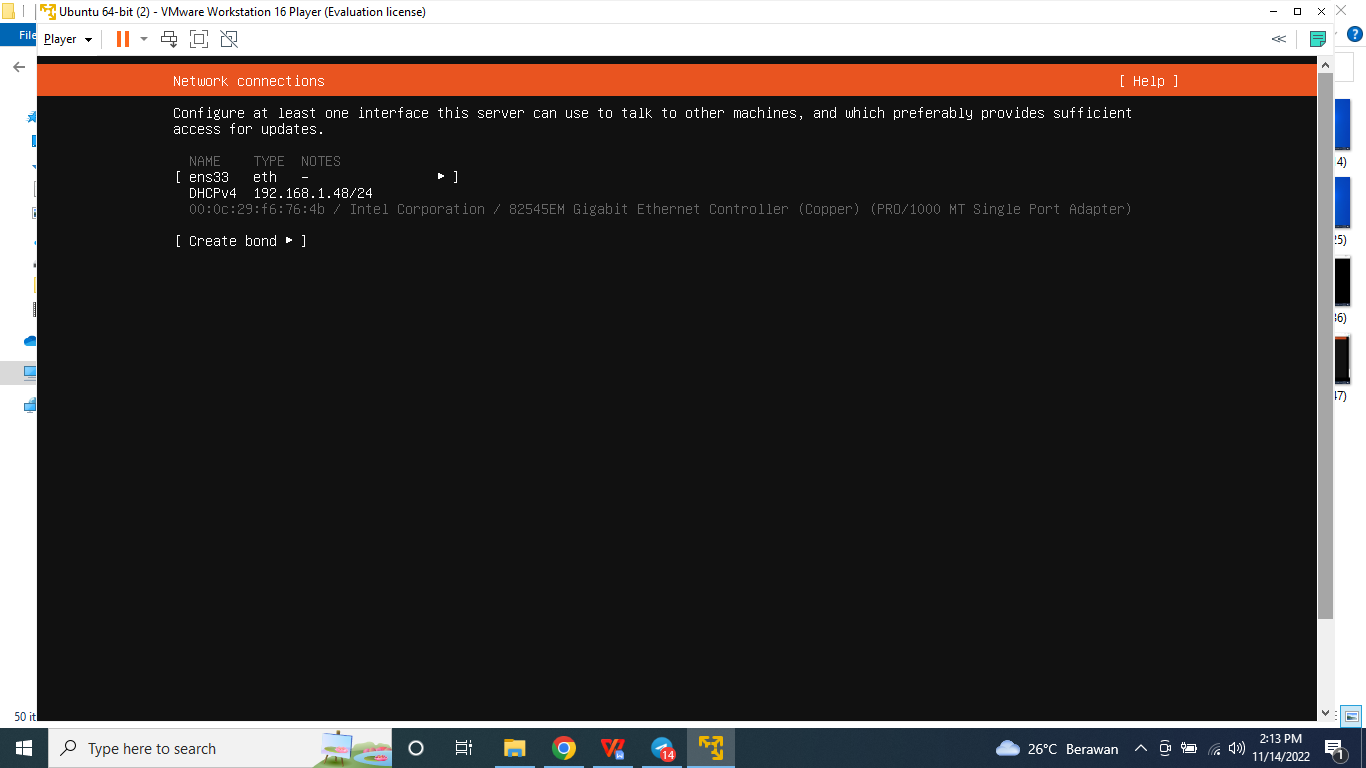 Ubuntu 64-bit (2) - VMware Workstation 16 Player (Evaluation license)
File
Player
Network connections [ Help ]
Configure at least one interface this server can use to talk to other machines, and which preferably provides sufficient
access for updates.
NAME TYPE NOTES
[ ens33 eth - ▸ ]
DHCPv4 192.168.1.48/24
00:0c:29:f6:76:4b / Intel Corporation / 82545EM Gigabit Ethernet Controller (Copper) (PRO/1000 MT Single Port Adapter)
[ Create bond ▸ ]
4)
25)
36)
47)
50 it
Type here to search
14
26°C Berawan
2:13 PM
11/14/2022
1